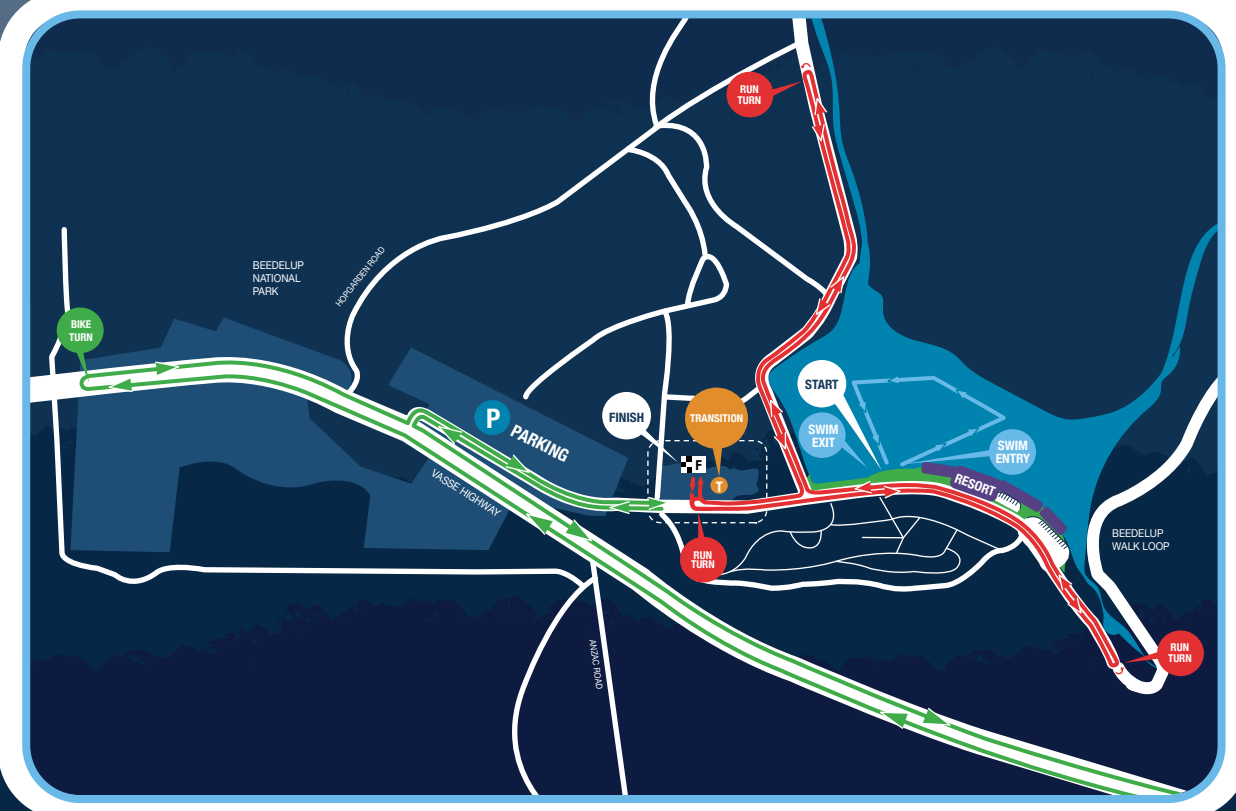 RUN
TURN
BEEDELUP
NATIONAL
PARK
HOPGARDEN ROAD
BIKE
TURN
START
FINISH
TRANSITION
P PARKING
SWIM
EXIT
SWIM
ENTRY
F
T
RESORT
VASSE HIGHWAY
BEEDELUP
WALK LOOP
RUN
TURN
ANZAC ROAD
RUN
TURN